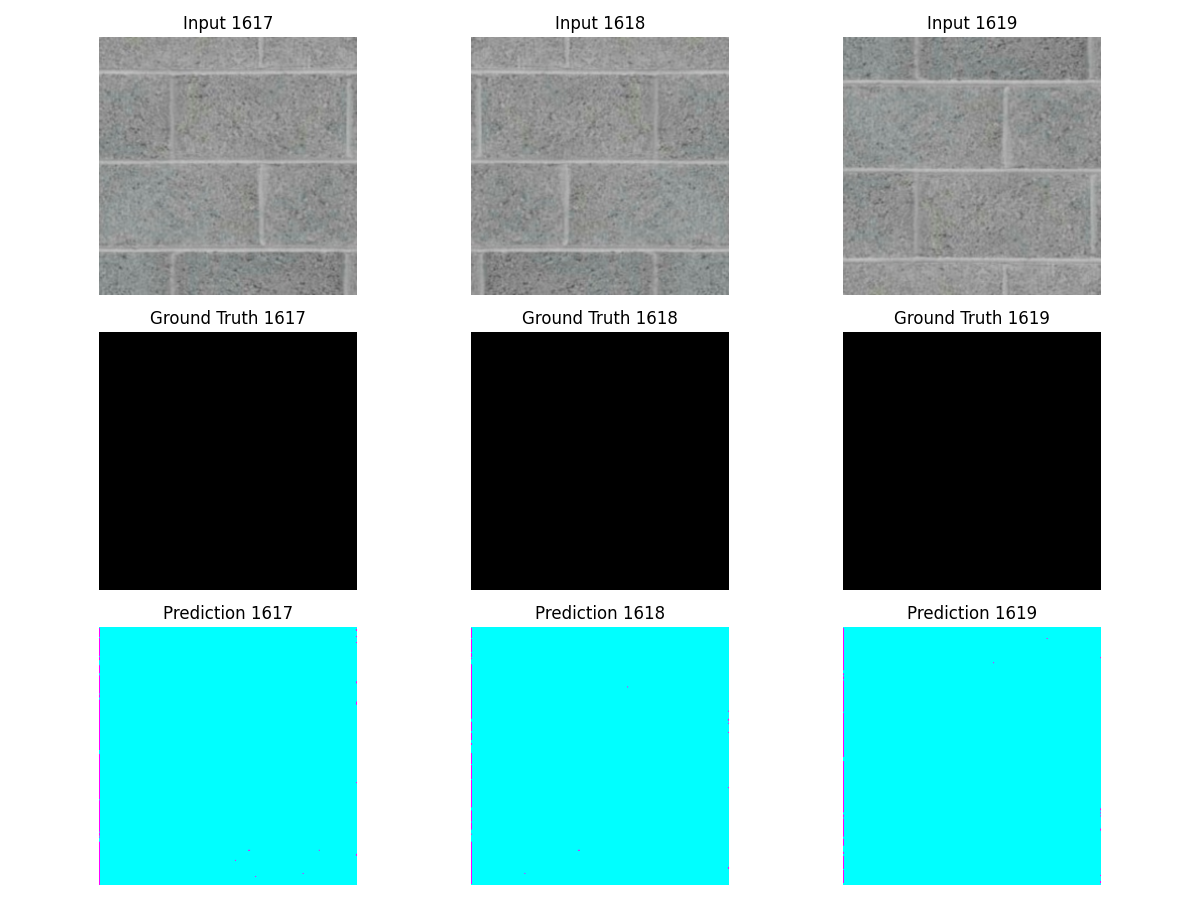 Input 1617
Input 1618
Input 1619
Ground Truth 1617
Ground Truth 1618
Ground Truth 1619
Prediction 1617
Prediction 1618
Prediction 1619